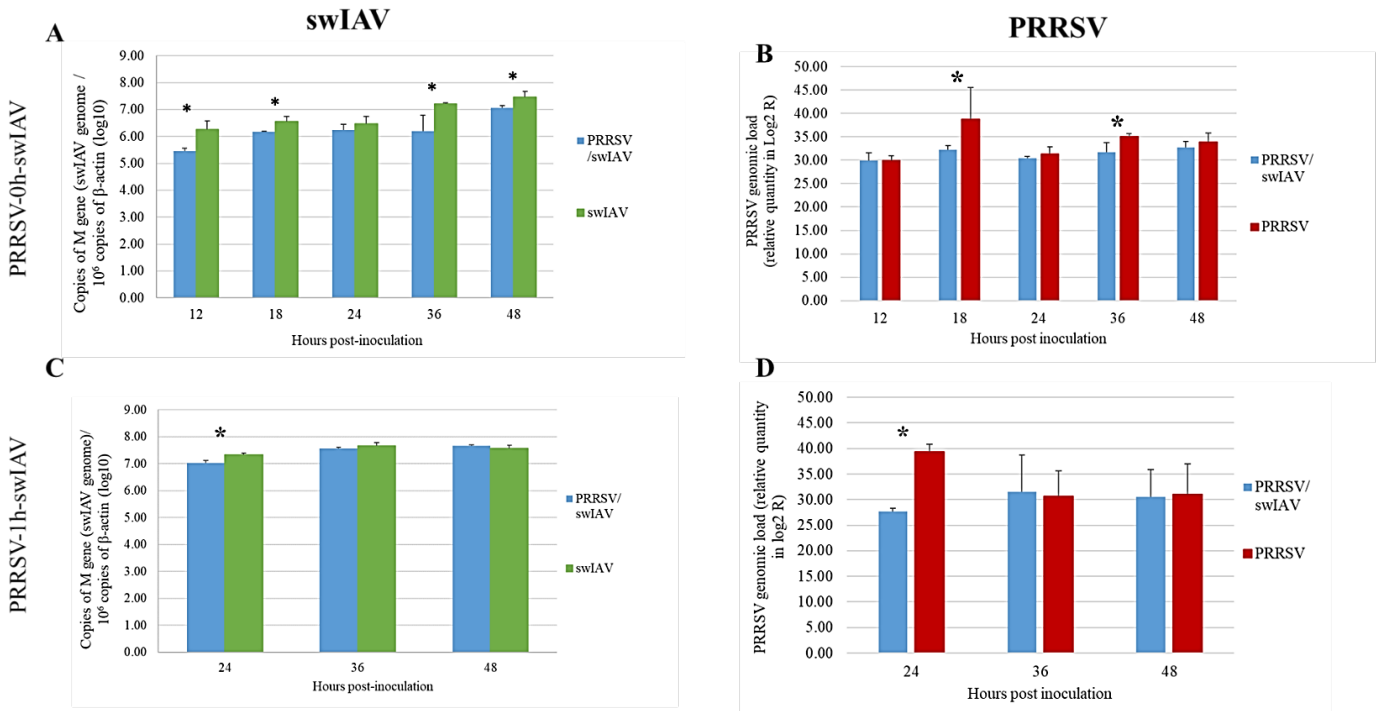 swIAV
PRRSV
PRRSV-0h-swIAV
A
Copies of M gene (swIAV genome /
10⁶ copies of β-actin (log10)
9.00
8.00
7.00
6.00
5.00
4.00
3.00
2.00
1.00
0.00
*
*
*
*
12
18
24
36
48
Hours post-inoculation
PRRSV
/swIAV
swIAV
B
PRRSV genomic load
(relative quantity in Log2 R)
50.00
45.00
40.00
35.00
30.00
25.00
20.00
15.00
10.00
5.00
0.00
*
*
12
18
24
36
48
Hours post inoculation
PRRSV/
swIAV
PRRSV
PRRSV-1h-swIAV
C
Copies of M gene (swIAV genome)/
10⁶ copies of β-actin (log10)
9.00
8.00
7.00
6.00
5.00
4.00
3.00
2.00
1.00
0.00
*
24
36
48
Hours post-inoculation
PRRSV/
swIAV
swIAV
D
PRRSV genomic load (relative quantity
in log2 R)
50.00
45.00
40.00
35.00
30.00
25.00
20.00
15.00
10.00
5.00
0.00
*
24
36
48
Hours post inoculation
PRRSV/
swIAV
PRRSV